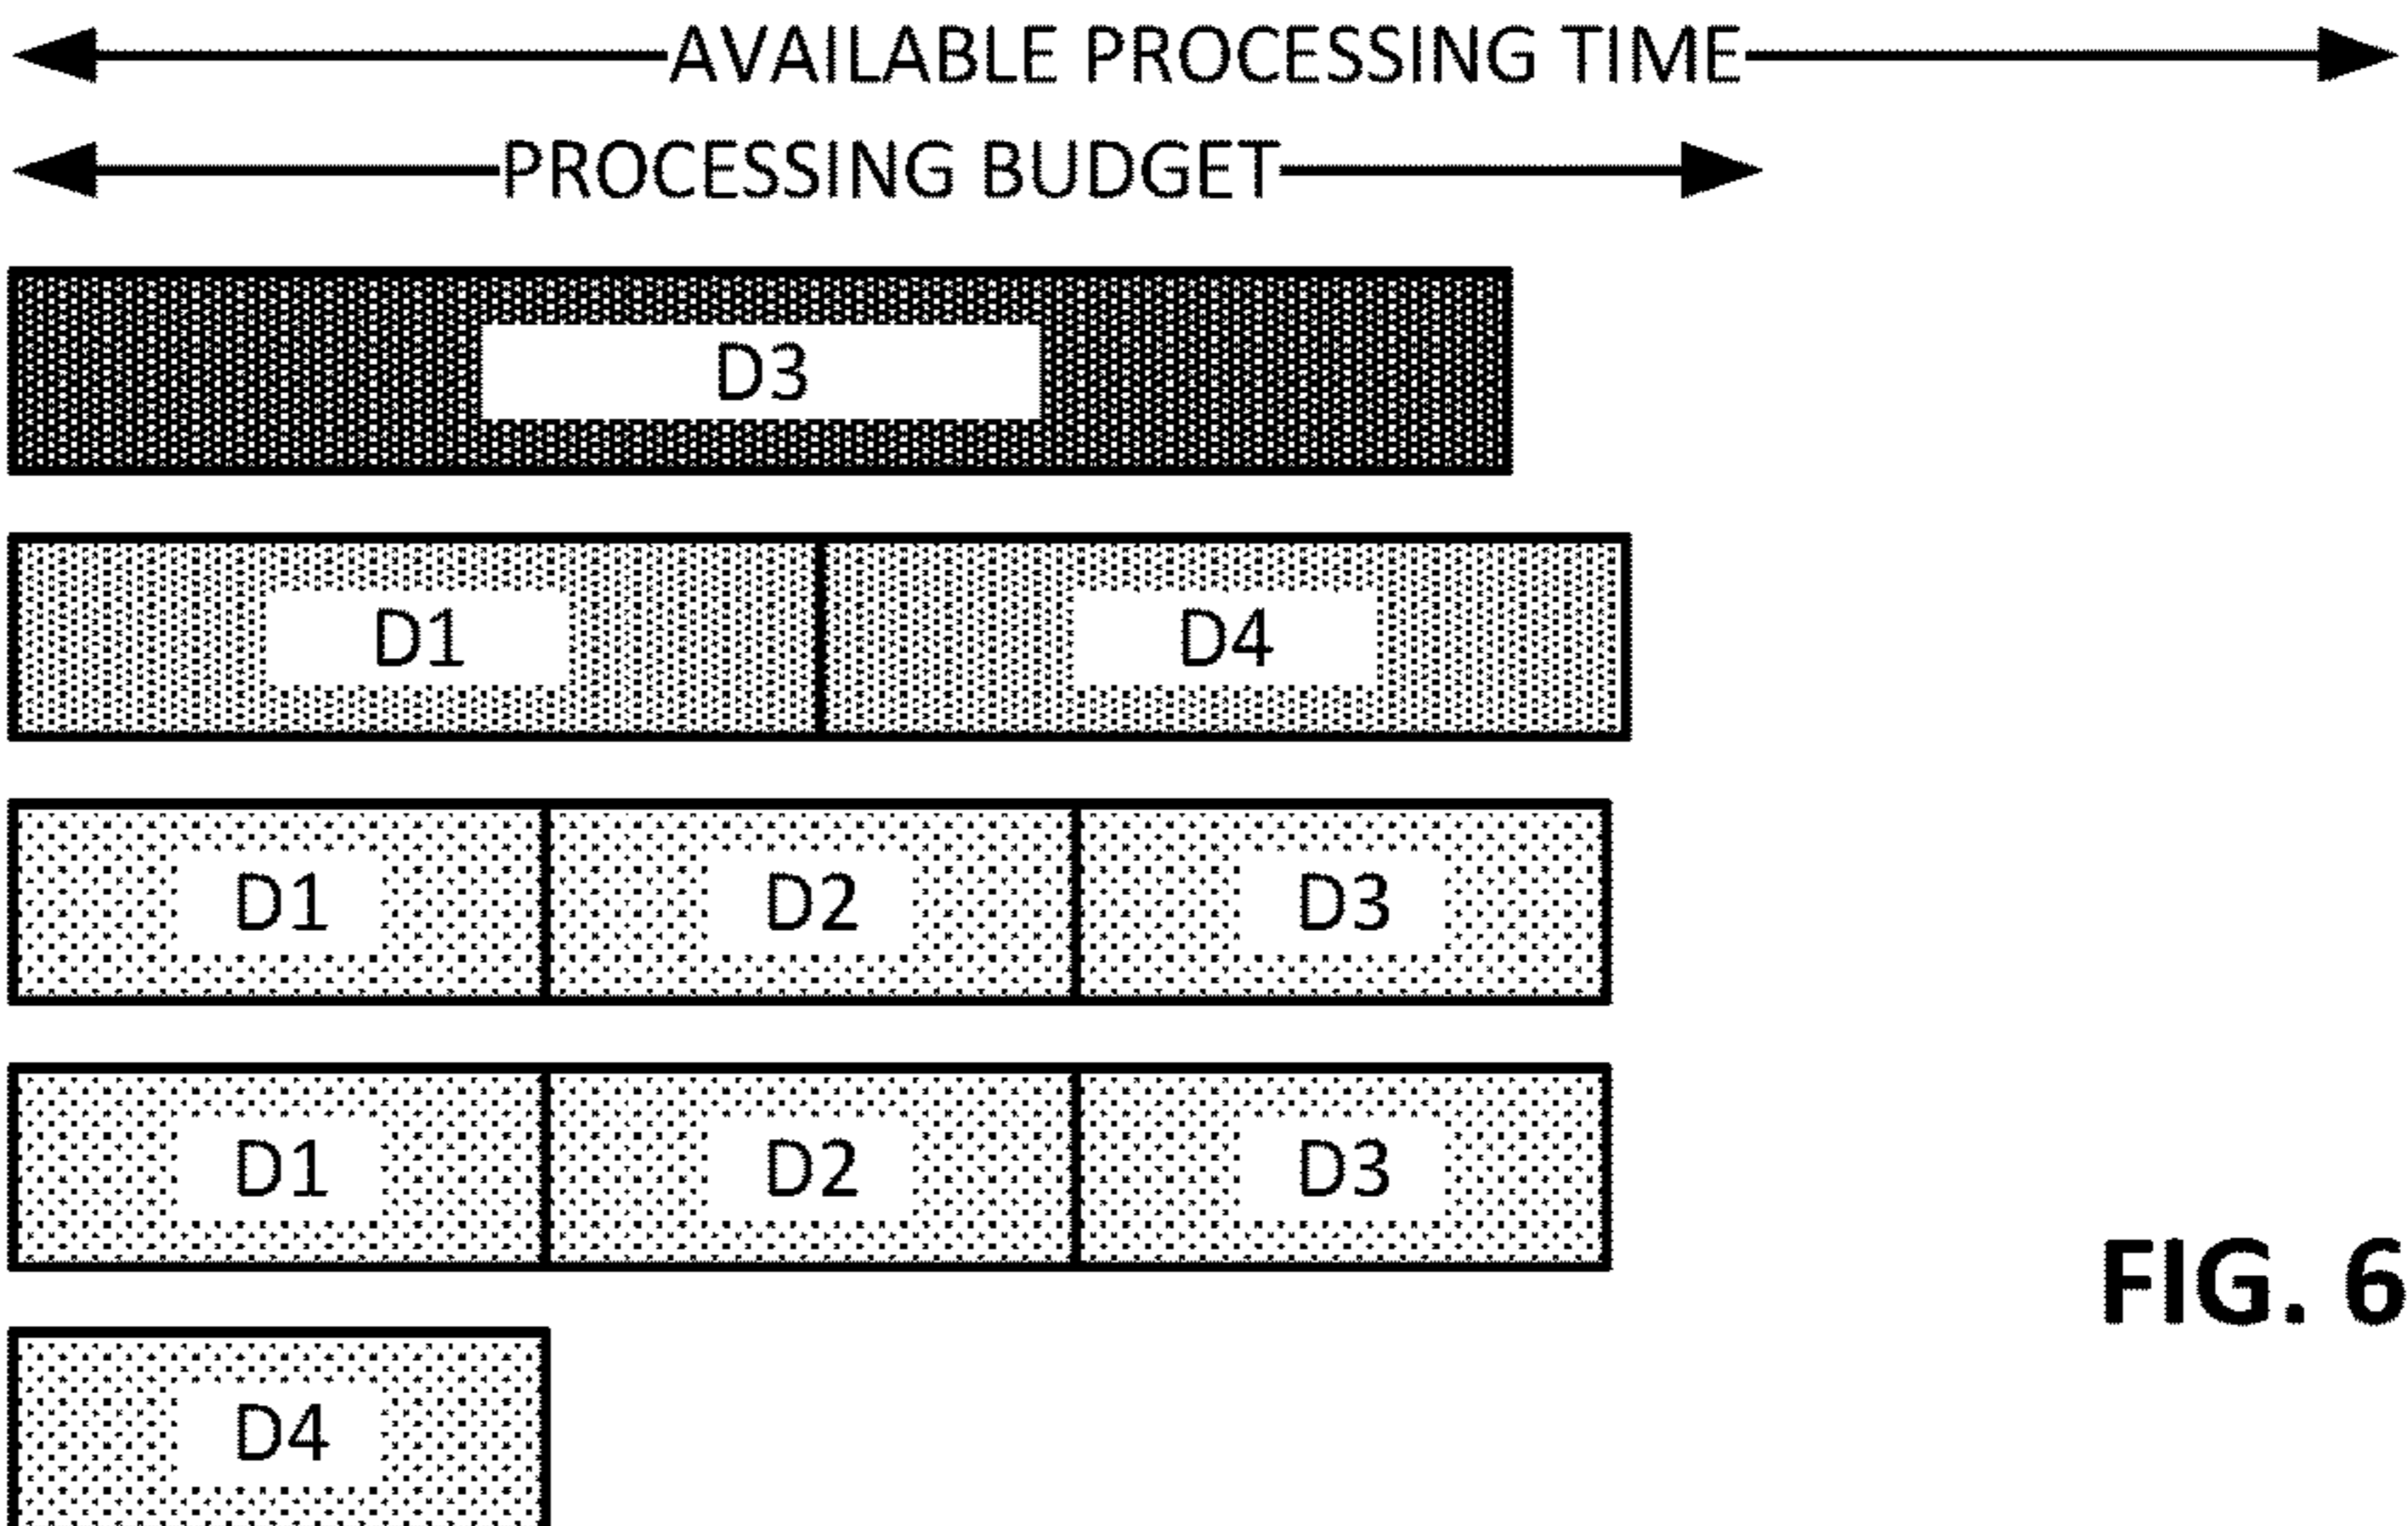 AVAILABLE PROCESSING TIME
PROCESSING BUDGET
D3
D1 D4
D1 D2 D3
D1 D2 D3
D4
FIG. 6